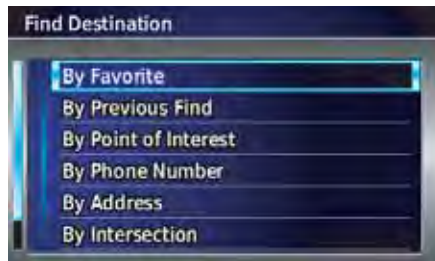 Find Destination
By Favorite
By Previous Find
By Point of Interest
By Phone Number
By Address
By Intersection